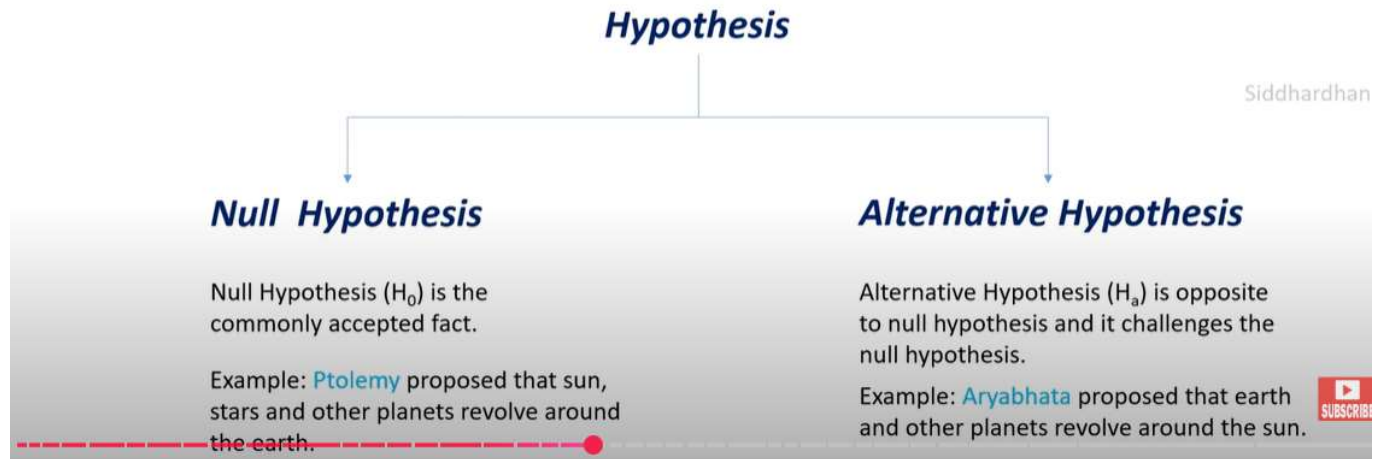 Hypothesis
Siddhardhan
Null Hypothesis
Null Hypothesis (H₀) is the
commonly accepted fact.
Example: Ptolemy proposed that sun,
stars and other planets revolve around
the earth.
Alternative Hypothesis
Alternative Hypothesis (Hₐ) is opposite
to null hypothesis and it challenges the
null hypothesis.
Example: Aryabhata proposed that earth
and other planets revolve around the sun.
SUBSCRIBE